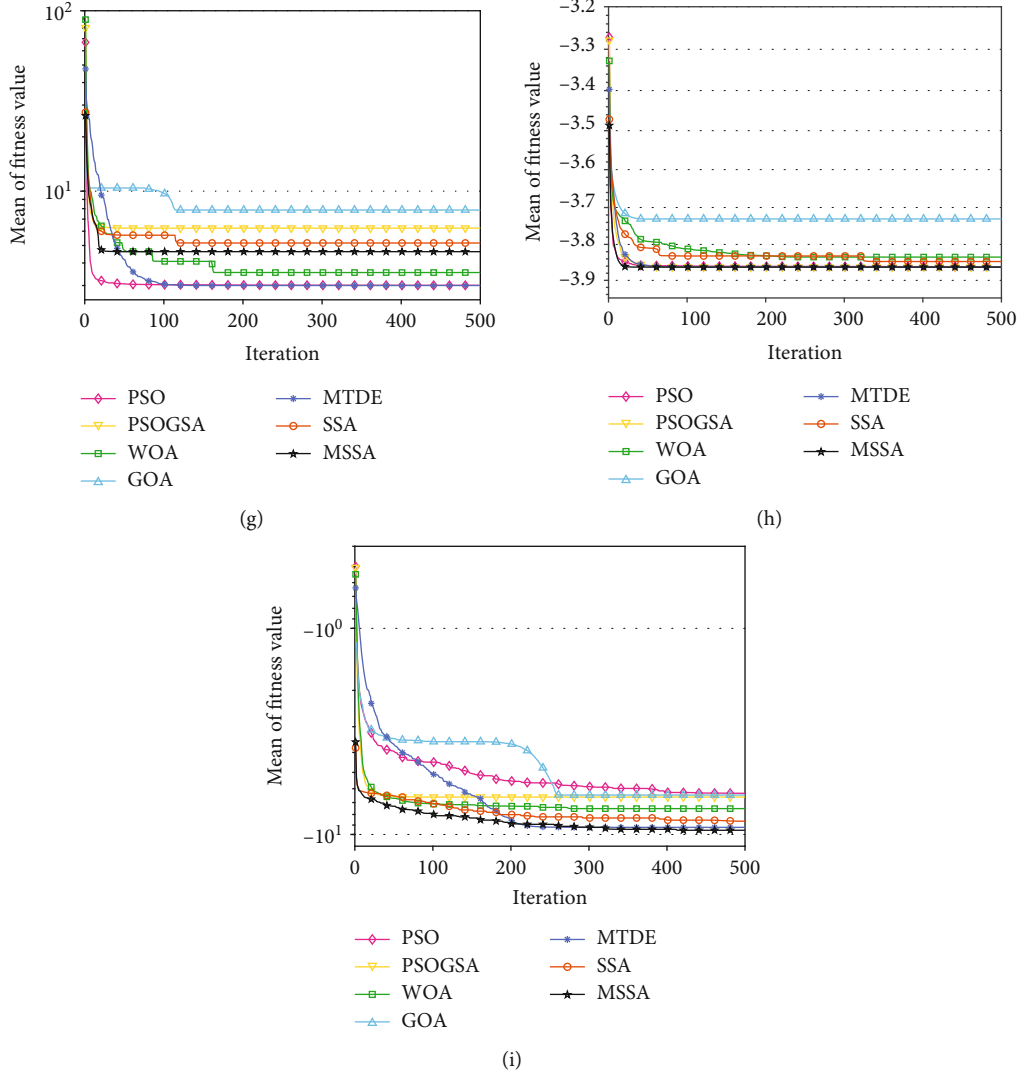 10²
10¹
Mean of fitness value
0 100 200 300 400 500
Iteration
PSO MTDE
PSOGSA SSA
WOA MSSA
GOA
(g)
−3.2
−3.3
−3.4
−3.5
−3.6
−3.7
−3.8
−3.9
Mean of fitness value
0 100 200 300 400 500
Iteration
PSO MTDE
PSOGSA SSA
WOA MSSA
GOA
(h)
−10⁰
−10¹
Mean of fitness value
0 100 200 300 400 500
Iteration
PSO MTDE
PSOGSA SSA
WOA MSSA
GOA
(i)